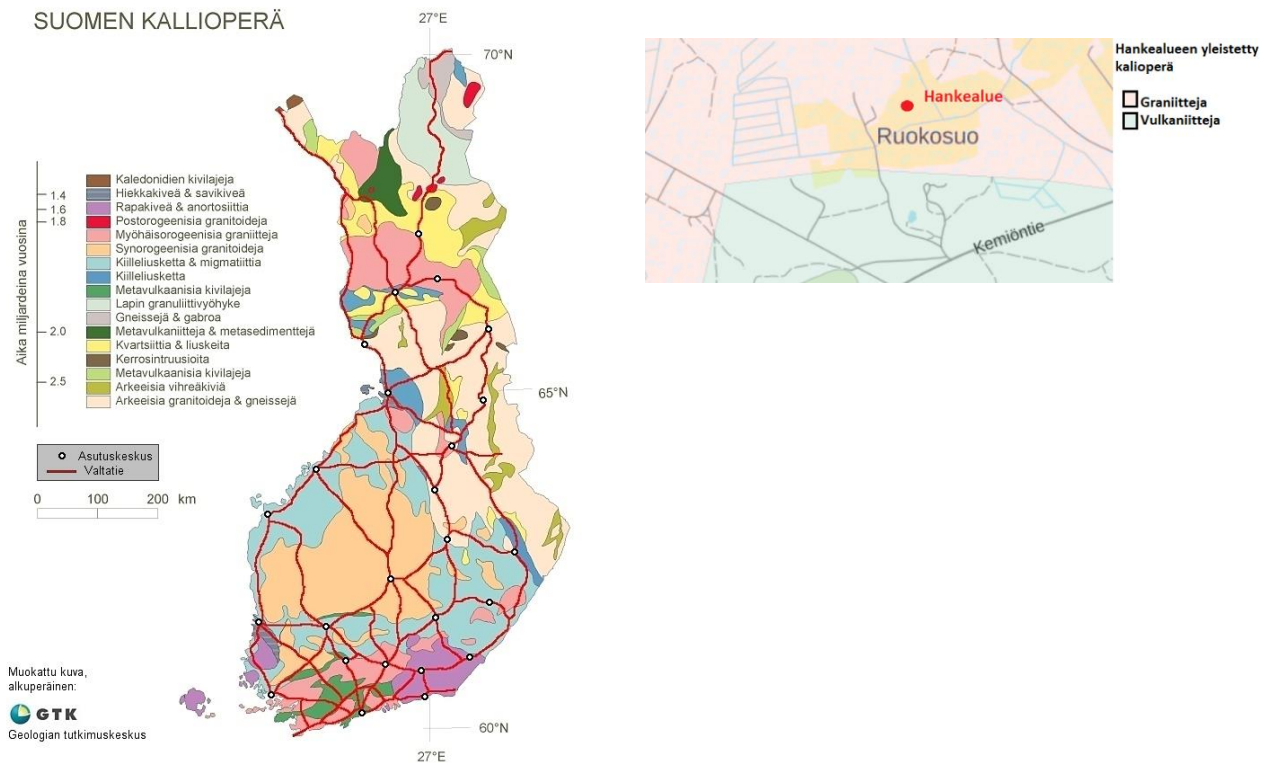 SUOMEN KALLIOPERÄ
27°E
70°N
Aika miljardeina vuosina
1.4
1.6
1.8
2.0
2.5
Kaledonidien kivilajeja
Hiekkakiveä & savikiveä
Rapakiveä & anortosiittia
Postorogeenisia granitoideja
Myöhäisorogeenisia graniitteja
Synorogeenisia granitoideja
Kiilleliusketta & migmatiittia
Kiilleliusketta
Metavulkaanisia kivilajeja
Lapin granuliittivyöhyke
Gneissejä & gabroa
Metavulkaniitteja & metasedimenttejä
Kvartsiittia & liuskeita
Kerrosintruusioita
Metavulkaanisia kivilajeja
Arkeeisia vihreäkiviä
Arkeeisia granitoideja & gneissejä
65°N
Asutuskeskus
Valtatie
0 100 200 km
Muokattu kuva,
alkuperäinen:
GTK
Geologian tutkimuskeskus
60°N
27°E
Hankealue
Ruokosuo
Kemiöntie
Hankealueen yleistetty
kalioperä
Graniitteja
Vulkaniitteja